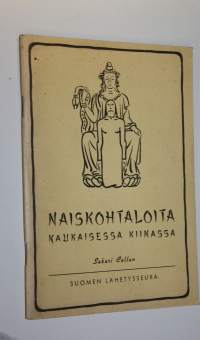 NAISKOHTALOITA
KAUKAISESSA KIINASSA
Sakari Collan
SUOMEN LÄHETYSSEURA